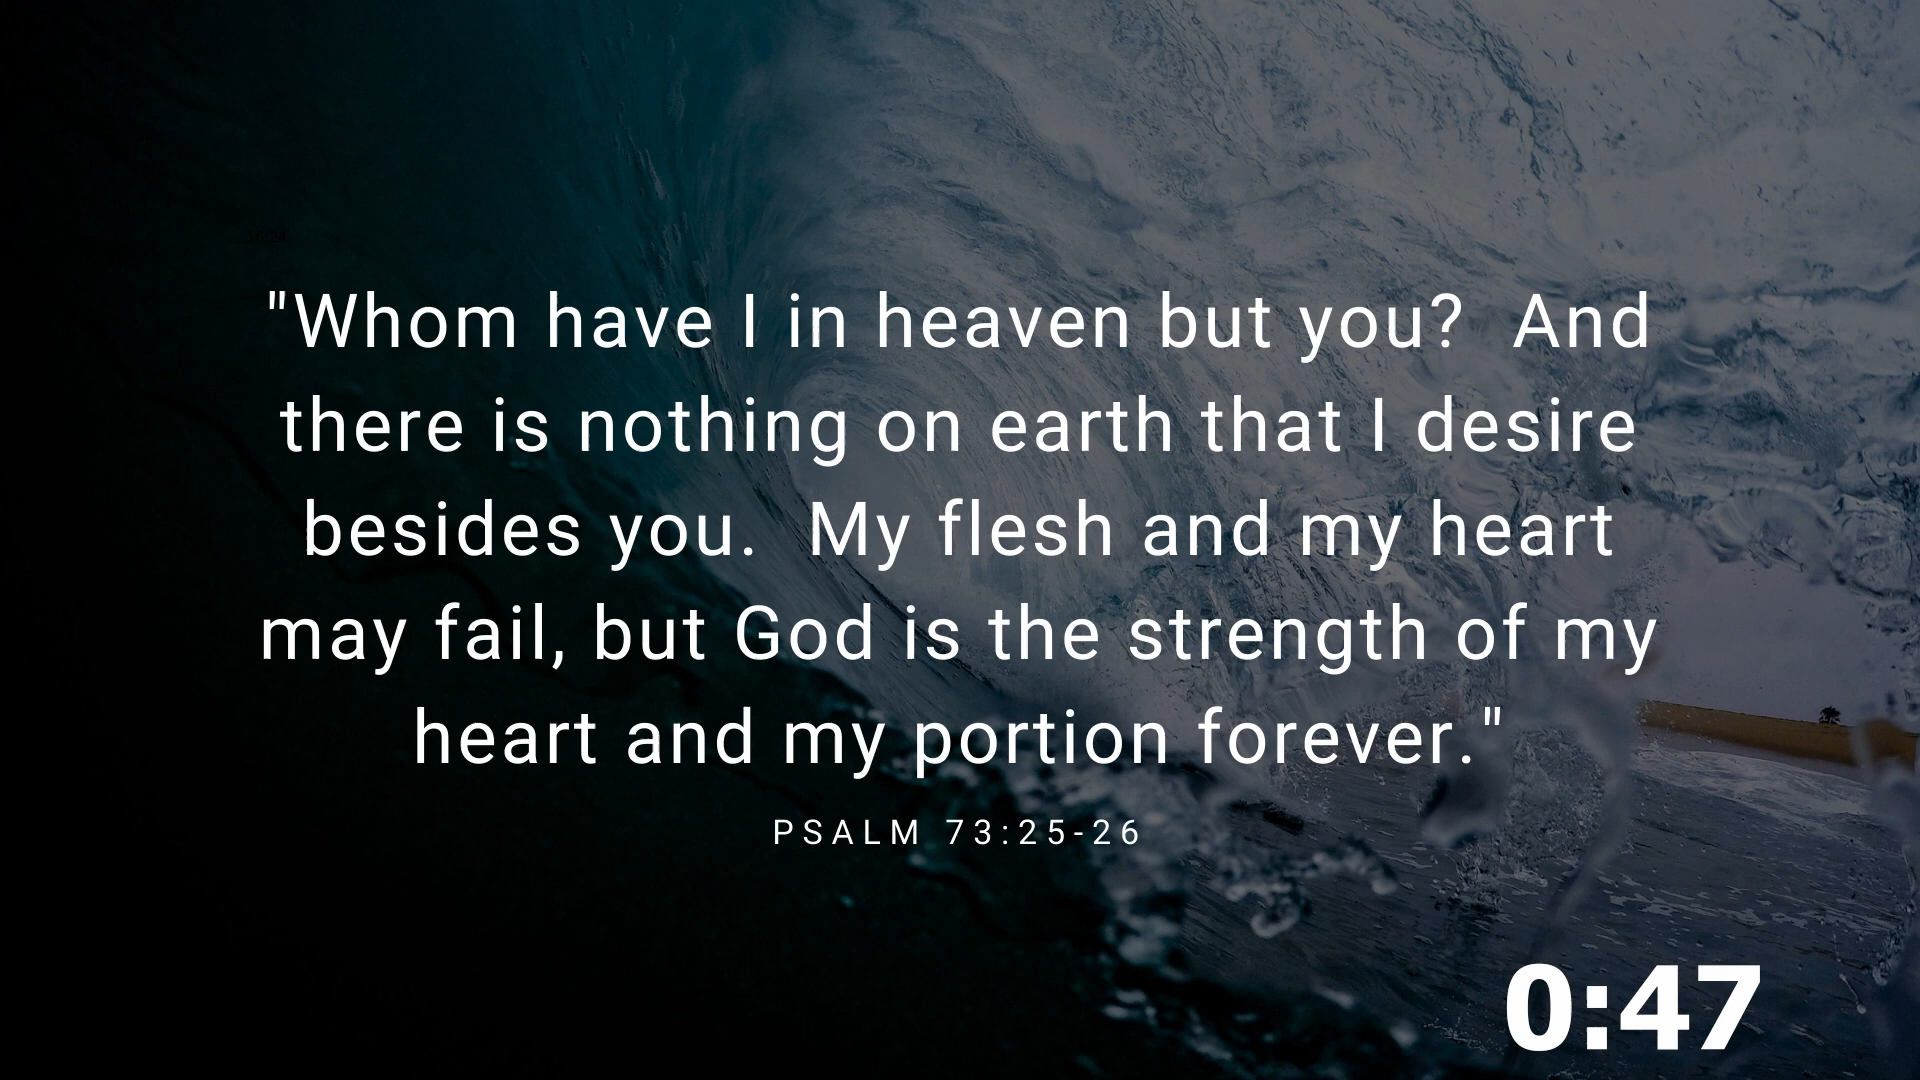 "Whom have I in heaven but you?  And
there is nothing on earth that I desire
besides you.  My flesh and my heart
may fail, but God is the strength of my
heart and my portion forever."
PSALM 73:25-26
0:47